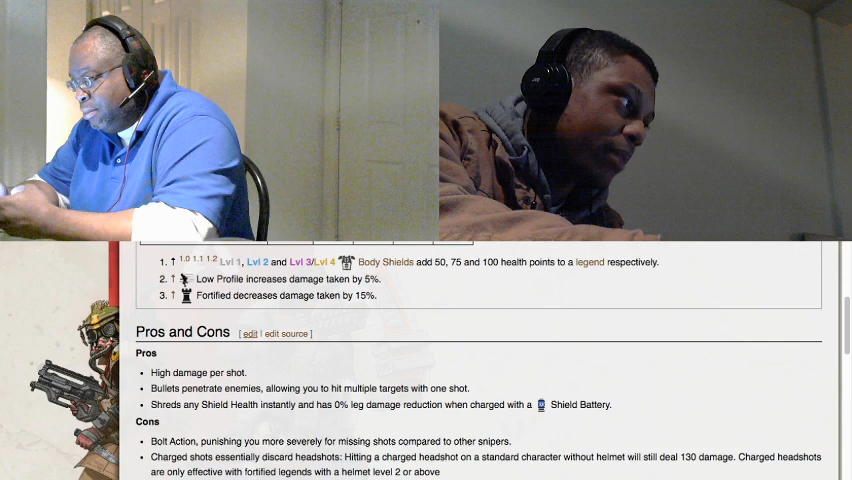 1. ↑ 1.0 1.1 1.2 Lvl 1, Lvl 2 and Lvl 3/Lvl 4 Body Shields add 50, 75 and 100 health points to a legend respectively.
2. ↑ Low Profile increases damage taken by 5%.
3. ↑ Fortified decreases damage taken by 15%.
Pros and Cons [ edit | edit source ]
Pros
• High damage per shot.
• Bullets penetrate enemies, allowing you to hit multiple targets with one shot.
• Shreds any Shield Health instantly and has 0% leg damage reduction when charged with a Shield Battery.
Cons
• Bolt Action, punishing you more severely for missing shots compared to other snipers.
• Charged shots essentially discard headshots: Hitting a charged headshot on a standard character without helmet will still deal 130 damage. Charged headshots
are only effective with fortified legends with a helmet level 2 or above